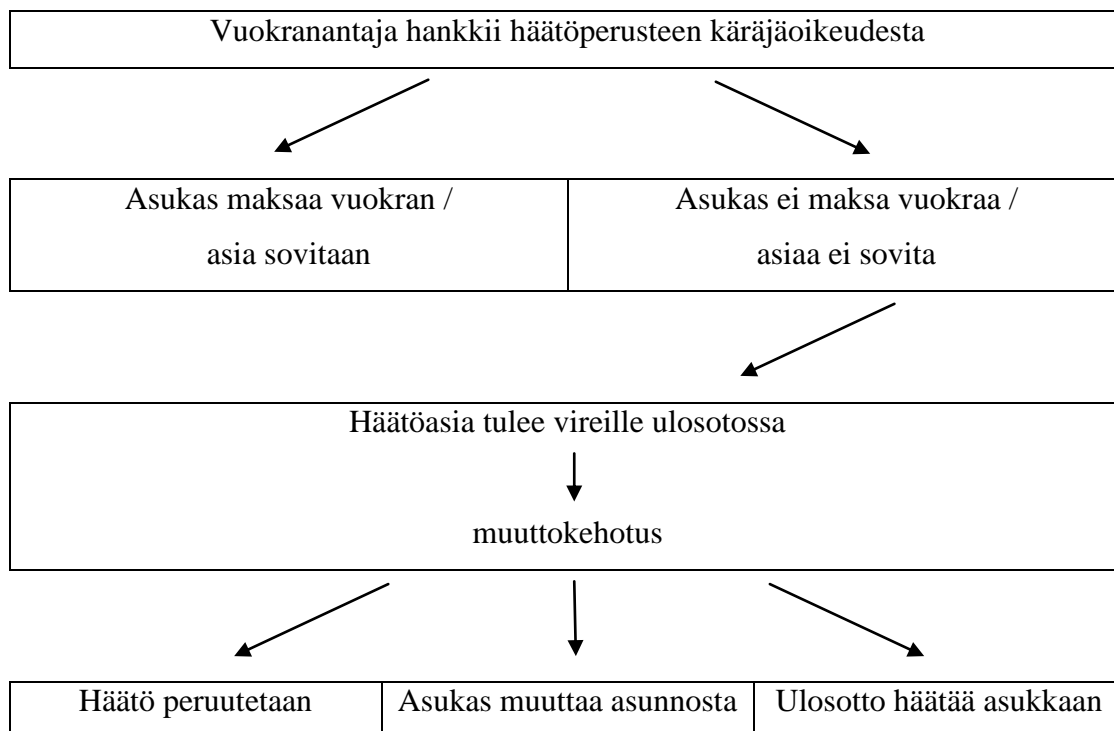 Vuokranantaja hankkii häätöperusteen käräjäoikeudesta
Asukas maksaa vuokran /
asia sovitaan
Asukas ei maksa vuokraa /
asiaa ei sovita
Häätöasia tulee vireille ulosotossa
muuttokehotus
Häätö peruutetaan
Asukas muuttaa asunnosta
Ulosotto häätää asukkaan